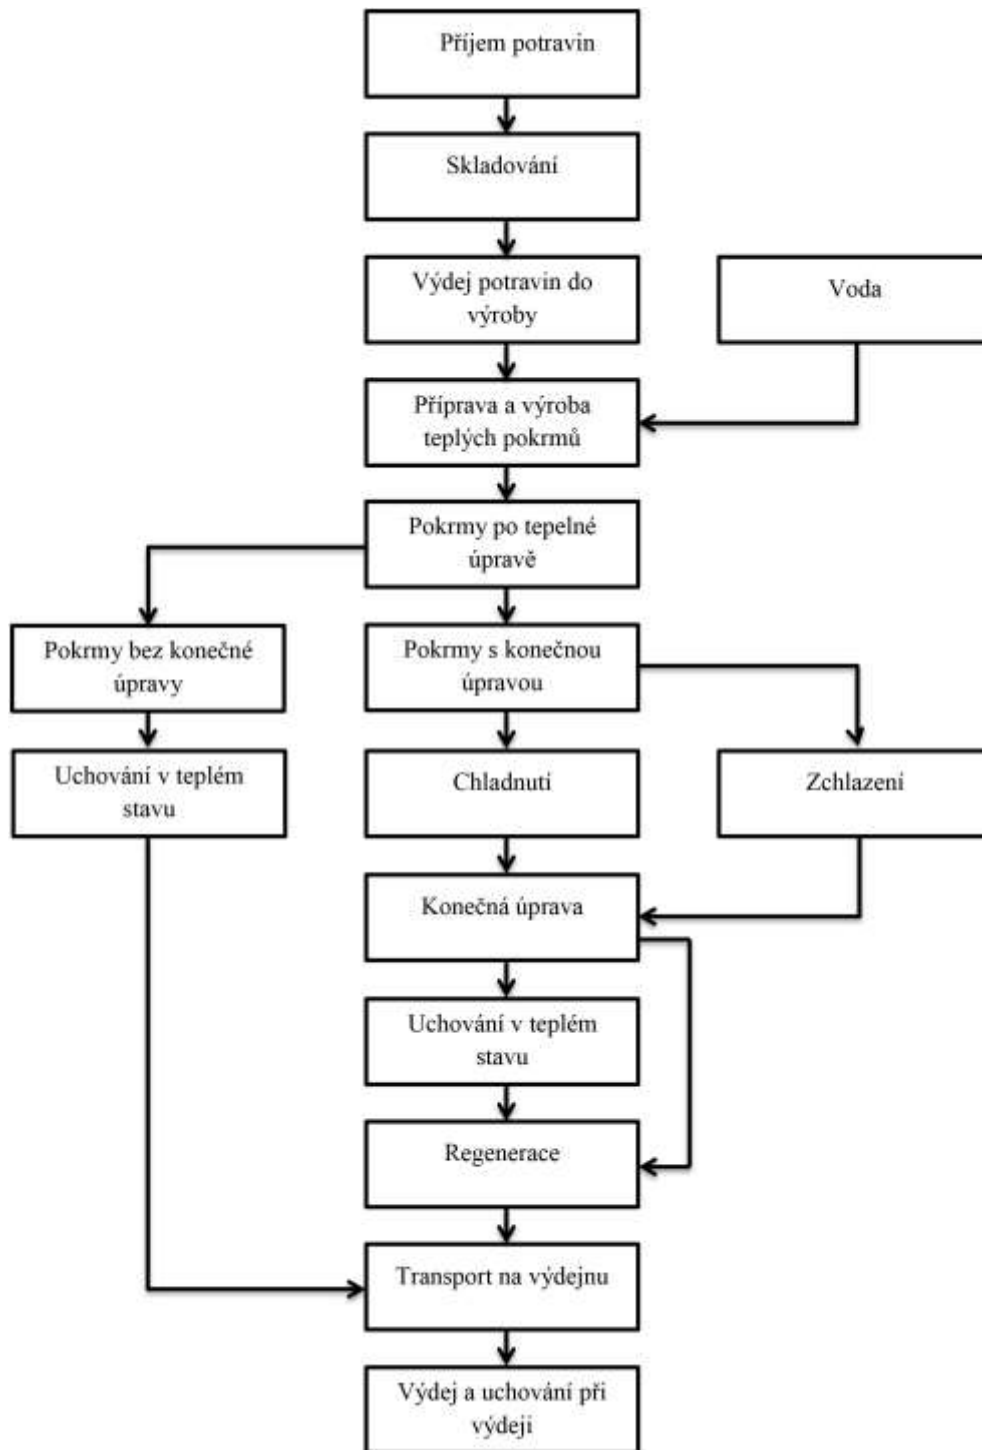 Příjem potravin
Skladování
Výdej potravin do
výroby
Voda
Příprava a výroba
teplých pokrmů
Pokrmy po tepelné
úpravě
Pokrmy bez konečné
úpravy
Pokrmy s konečnou
úpravou
Uchování v teplém
stavu
Chladnutí
Zchlazení
Konečná úprava
Uchování v teplém
stavu
Regenerace
Transport na výdejnu
Výdej a uchování při
výdeji